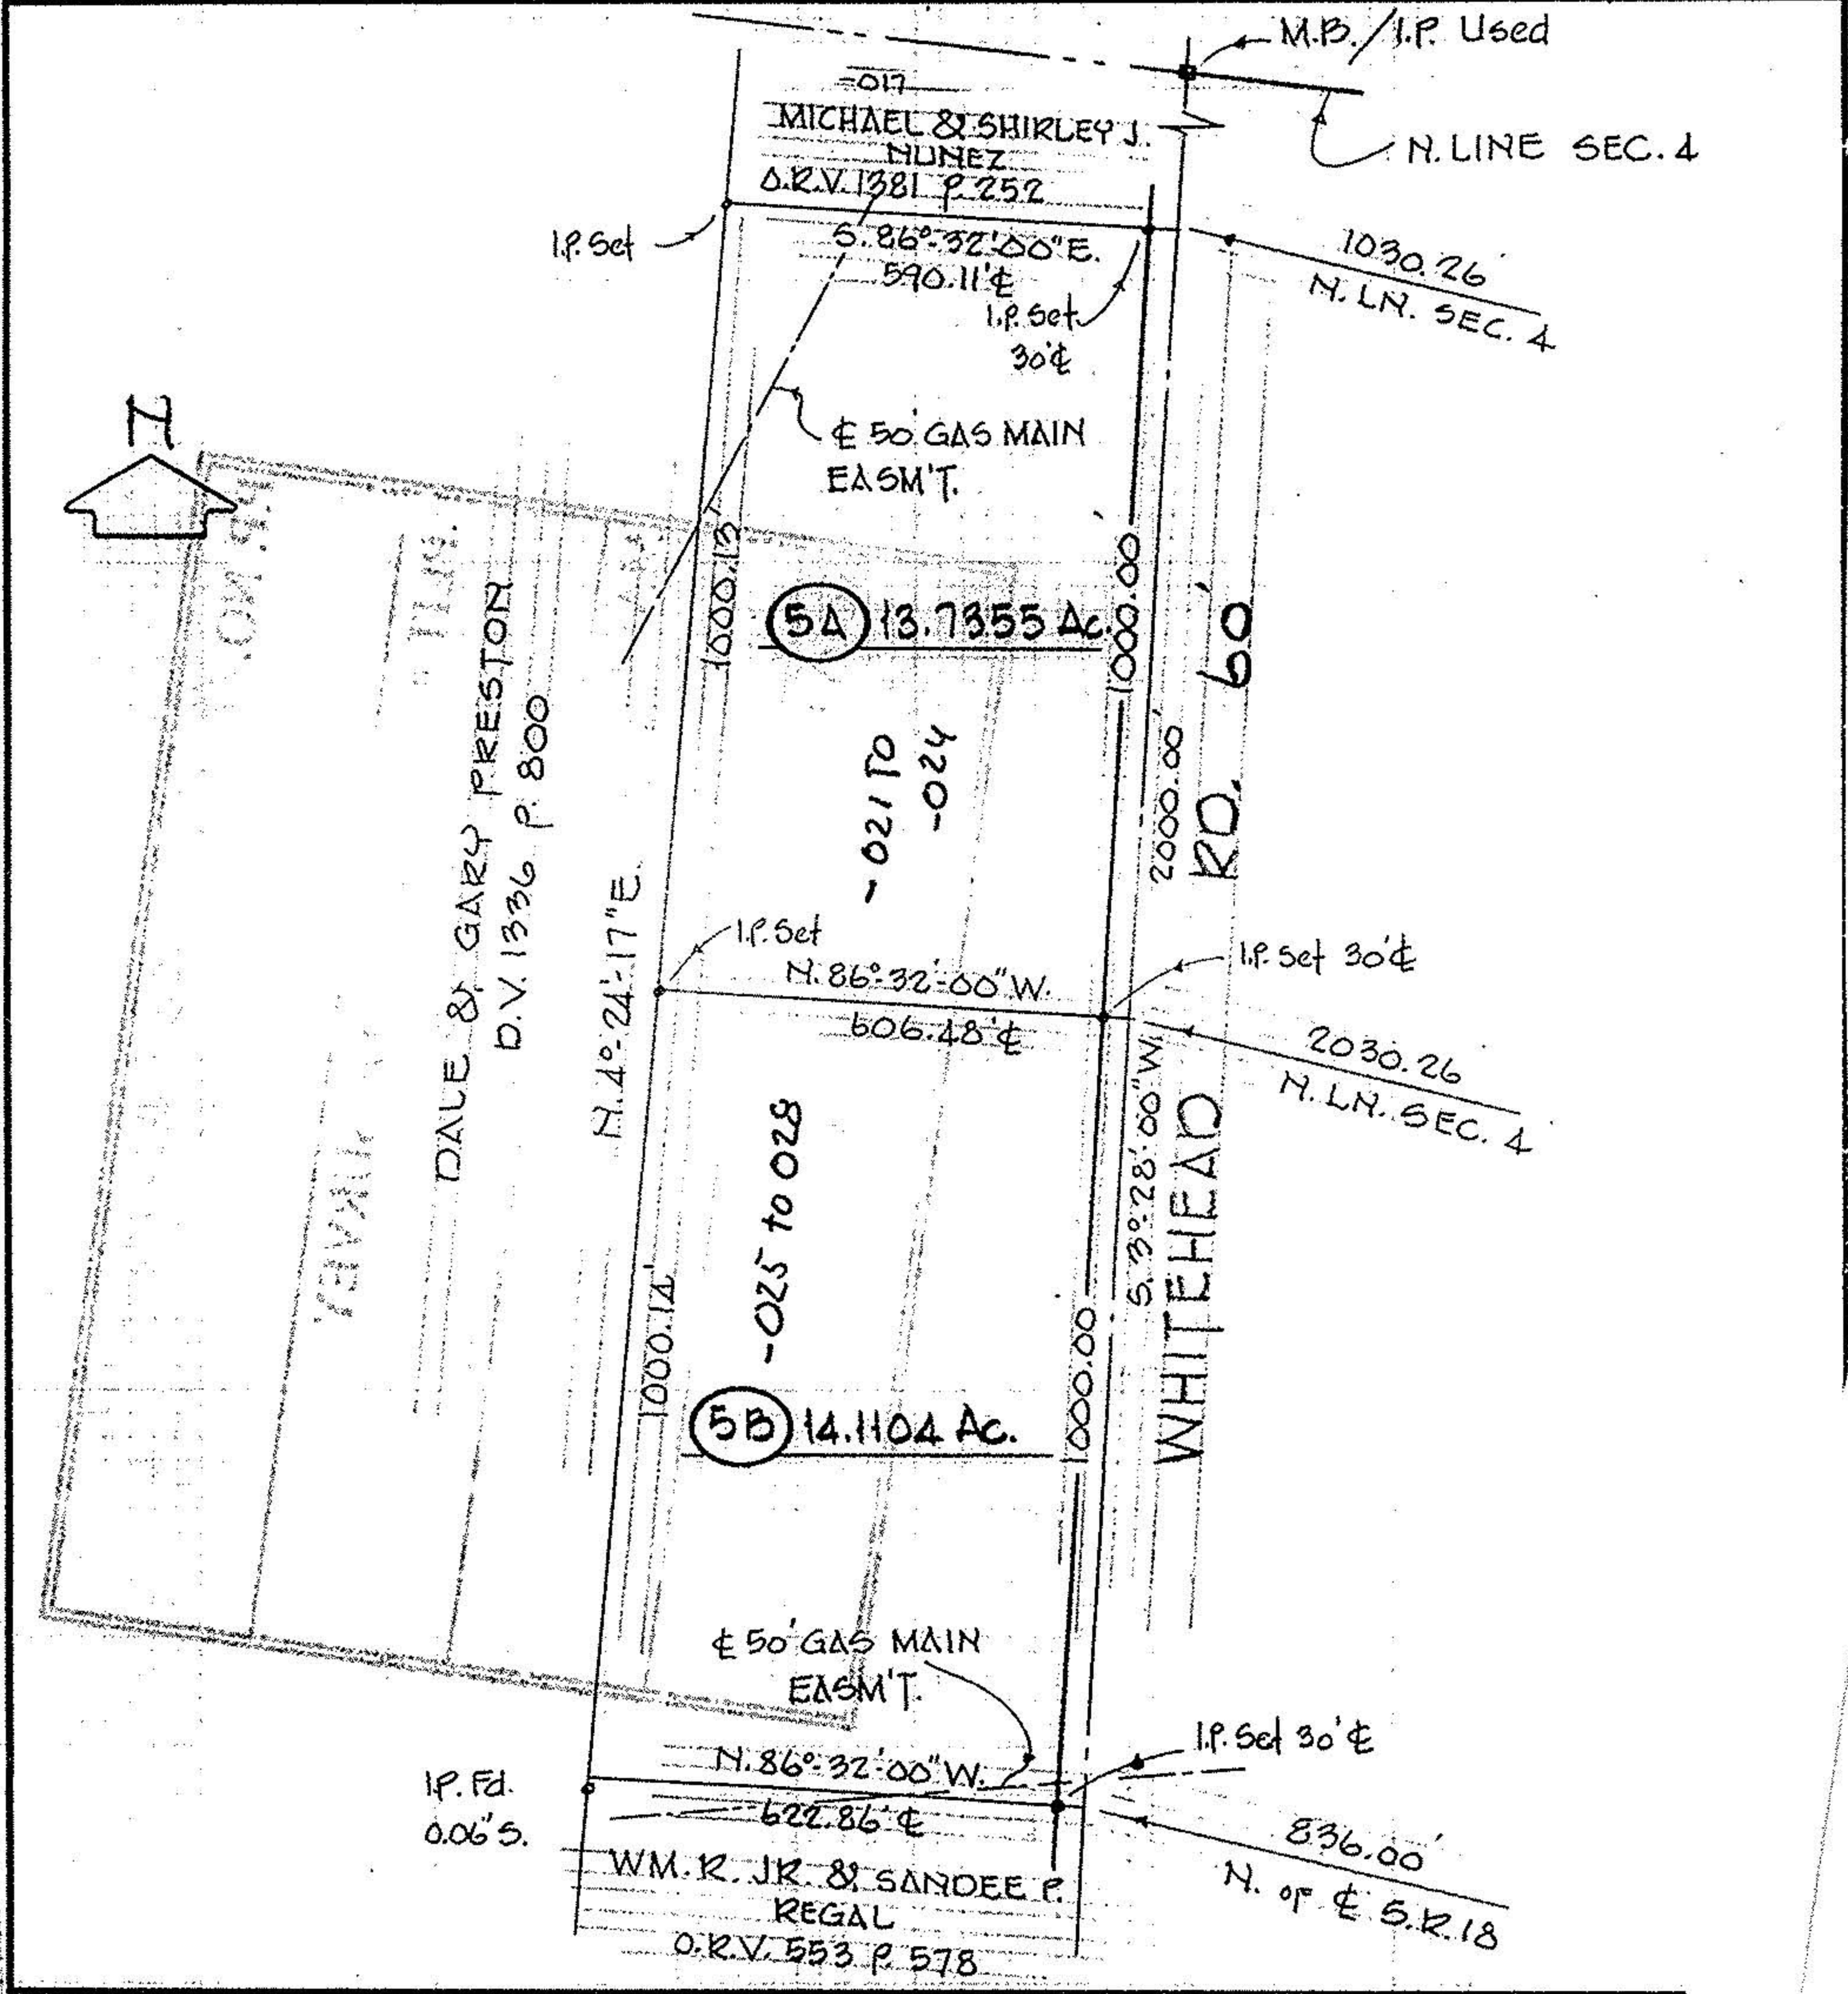 M.B./I.P. Used
N. LINE SEC. 4
-017
MICHAEL & SHIRLEY J.
NUNEZ
O.R.V. 1381 P. 252
I.P. Set
S. 86°-32'-00" E.
590.11' ℄
I.P. Set
30' ℄
1030.26'
N. LN. SEC. 4
N
℄ 50' GAS MAIN
EASM'T.
1000.13'
5A 13.7355 Ac.
1000.00'
2000.00'
WHITEHEAD RD. 60'
DALE & GARY PRESTON
D.V. 1336 P. 800
-021 TO
-024
N. 4°-24'-17" E.
I.P. Set
N. 86°-32'-00" W.
606.48' ℄
I.P. Set 30' ℄
2030.26
N. LN. SEC. 4
S. 3°-28'-00" W.
-025 to 028
1000.14'
5B 14.1104 Ac.
1000.00
℄ 50' GAS MAIN
EASM'T.
I.P. Set 30' ℄
N. 86°-32'-00" W.
622.86' ℄
I.P. Fd.
0.06' S.
836.00'
N. OF ℄ S.R. 18
WM. R. JR. & SANDEE P.
REGAL
O.R.V. 553 P. 578